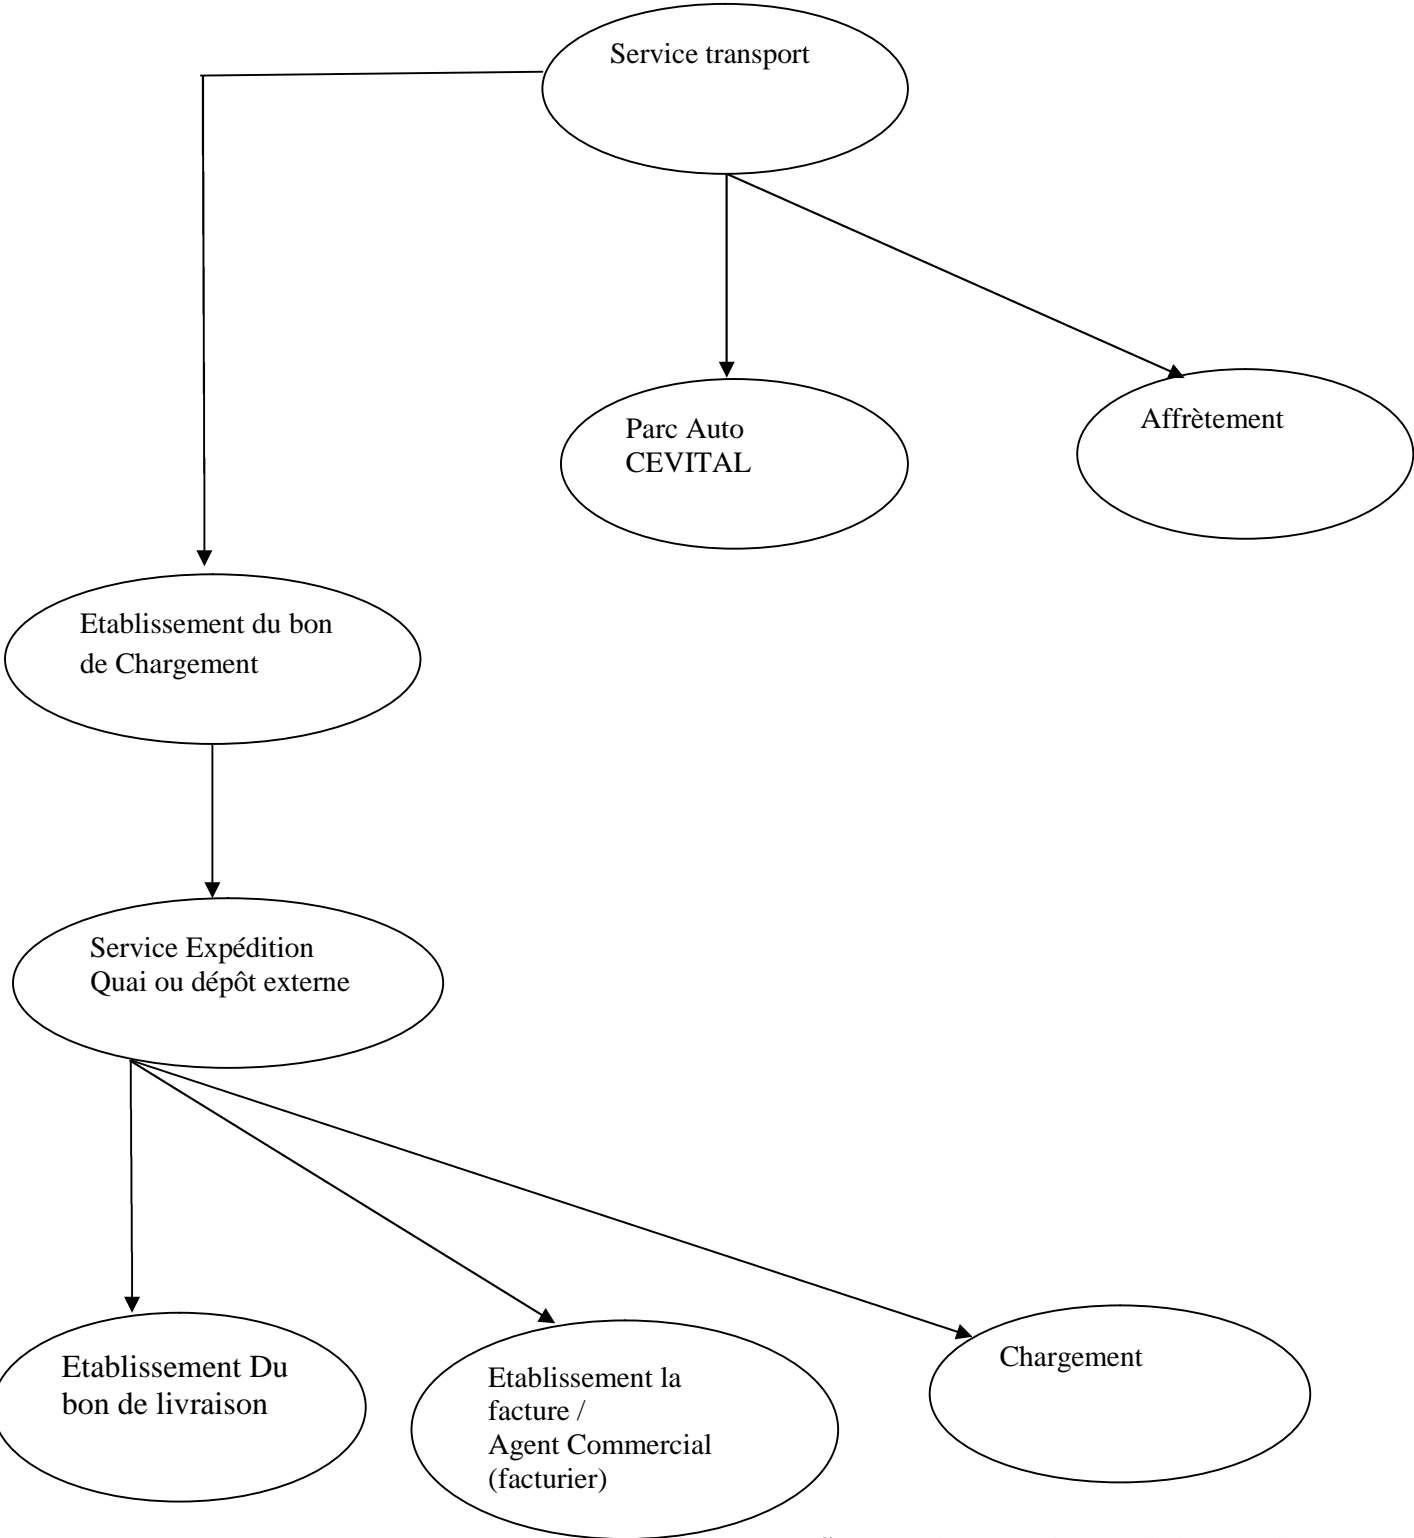 Service transport
Parc Auto
CEVITAL
Affrètement
Etablissement du bon
de Chargement
Service Expédition
Quai ou dépôt externe
Etablissement Du
bon de livraison
Etablissement la
facture /
Agent Commercial
(facturier)
Chargement